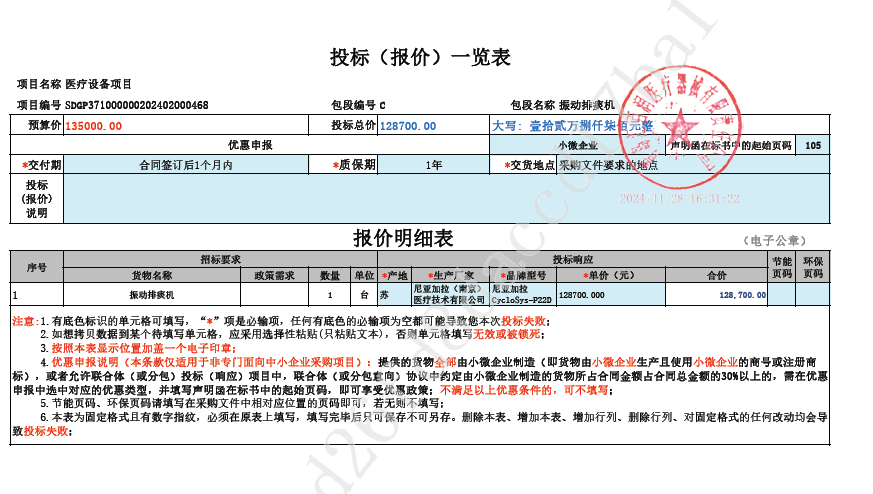 投标（报价）一览表
项目名称 医疗设备项目
项目编号 SDGP371000000202402000468 包段编号 C 包段名称 振动排痰机
预算价 135000.00 投标总价 128700.00 大写: 壹拾贰万捌仟柒佰元整
优惠申报 小微企业 声明函在标书中的起始页码 105
*交付期 合同签订后1个月内 *质保期 1年 *交货地点 采购文件要求的地点
投标
(报价)
说明
2024/11/28 16:31:22
报价明细表
（电子公章）
序号 招标要求 投标响应 节能页码 环保页码
货物名称 政策需求 数量 单位 *产地 *生产厂家 *品牌型号 *单价（元） 合价
1 振动排痰机 1 台 苏 尼亚加拉（南京）医疗技术有限公司 尼亚加拉 CycloSys-P22D 128700.000 128,700.00
注意:1.有底色标识的单元格可填写，“*”项是必输项，任何有底色的必输项为空都可能导致您本次投标失败;
2.如想拷贝数据到某个待填写单元格，应采用选择性粘贴(只粘贴文本)，否则单元格填写无效或被锁死;
3.按照本表显示位置加盖一个电子印章;
4.优惠申报说明（本条款仅适用于非专门面向中小企业采购项目）：提供的货物全部由小微企业制造（即货物由小微企业生产且使用小微企业的商号或注册商
标），或者允许联合体（或分包）投标（响应）项目中，联合体（或分包意向）协议中约定由小微企业制造的货物所占合同金额占合同总金额的30%以上的，需在优惠
申报中选中对应的优惠类型，并填写声明函在标书中的起始页码，即可享受优惠政策；不满足以上优惠条件的，可不填写;
5.节能页码、环保页码请填写在采购文件中相对应位置的页码即可，若无则不填写;
6.本表为固定格式且有数字指纹，必须在原表上填写，填写完毕后只可保存不可另存。删除本表、增加本表、增加行列、删除行列、对固定格式的任何改动均会导
致投标失败;